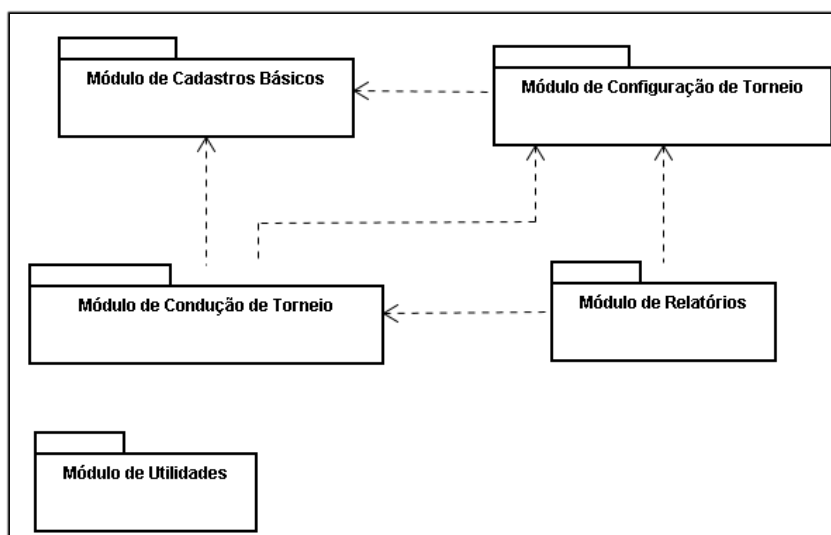 Módulo de Cadastros Básicos
Módulo de Configuração de Torneio
Módulo de Condução de Torneio
Módulo de Relatórios
Módulo de Utilidades